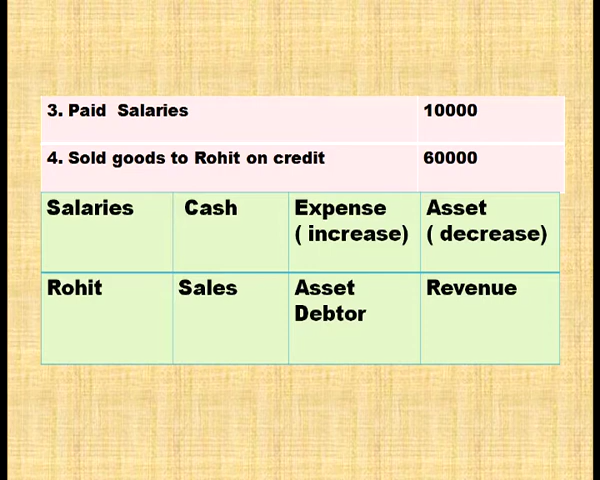 3. Paid Salaries 10000
4. Sold goods to Rohit on credit 60000
Salaries Cash Expense Asset
( increase) ( decrease)
Rohit Sales Asset Revenue
Debtor